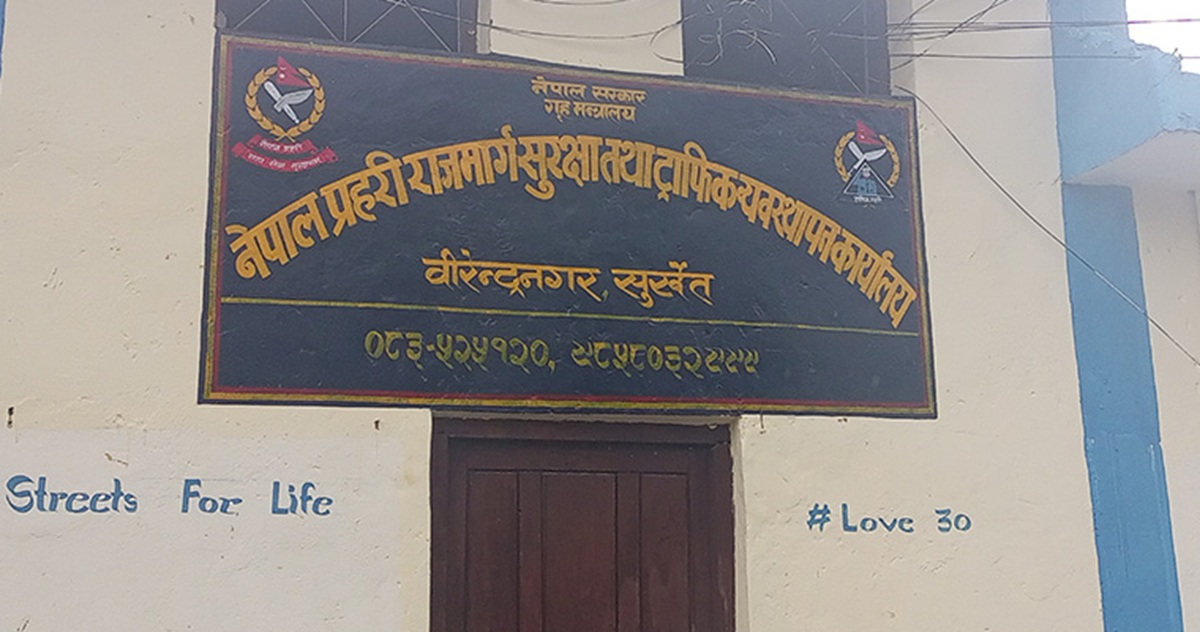 नेपाल सरकार
गृह मन्त्रालय
नेपाल प्रहरी राजमार्ग सुरक्षा तथा ट्राफिक व्यवस्थापन कार्यालय
वीरेन्द्रनगर, सुर्खेत
०८३-५२५१२०, ९८५८०३२९९९
Streets For Life
# Love 30